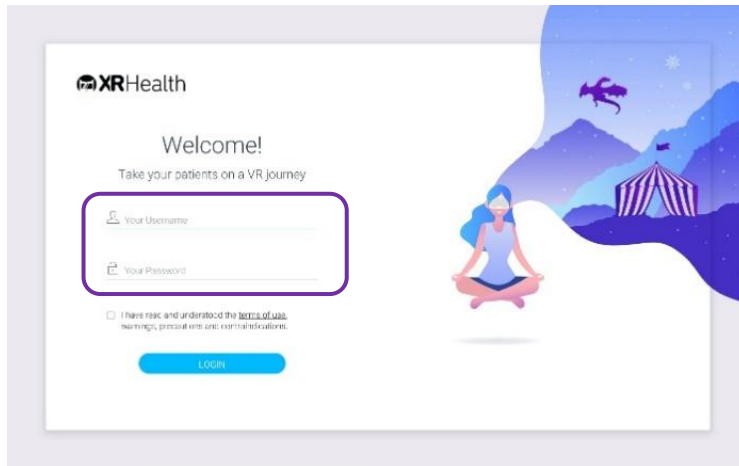 XRHealth
Welcome!
Take your patients on a VR journey
Your Username
Your Password
I have read and understood the terms of use,
warnings, precautions and contraindications.
LOGIN